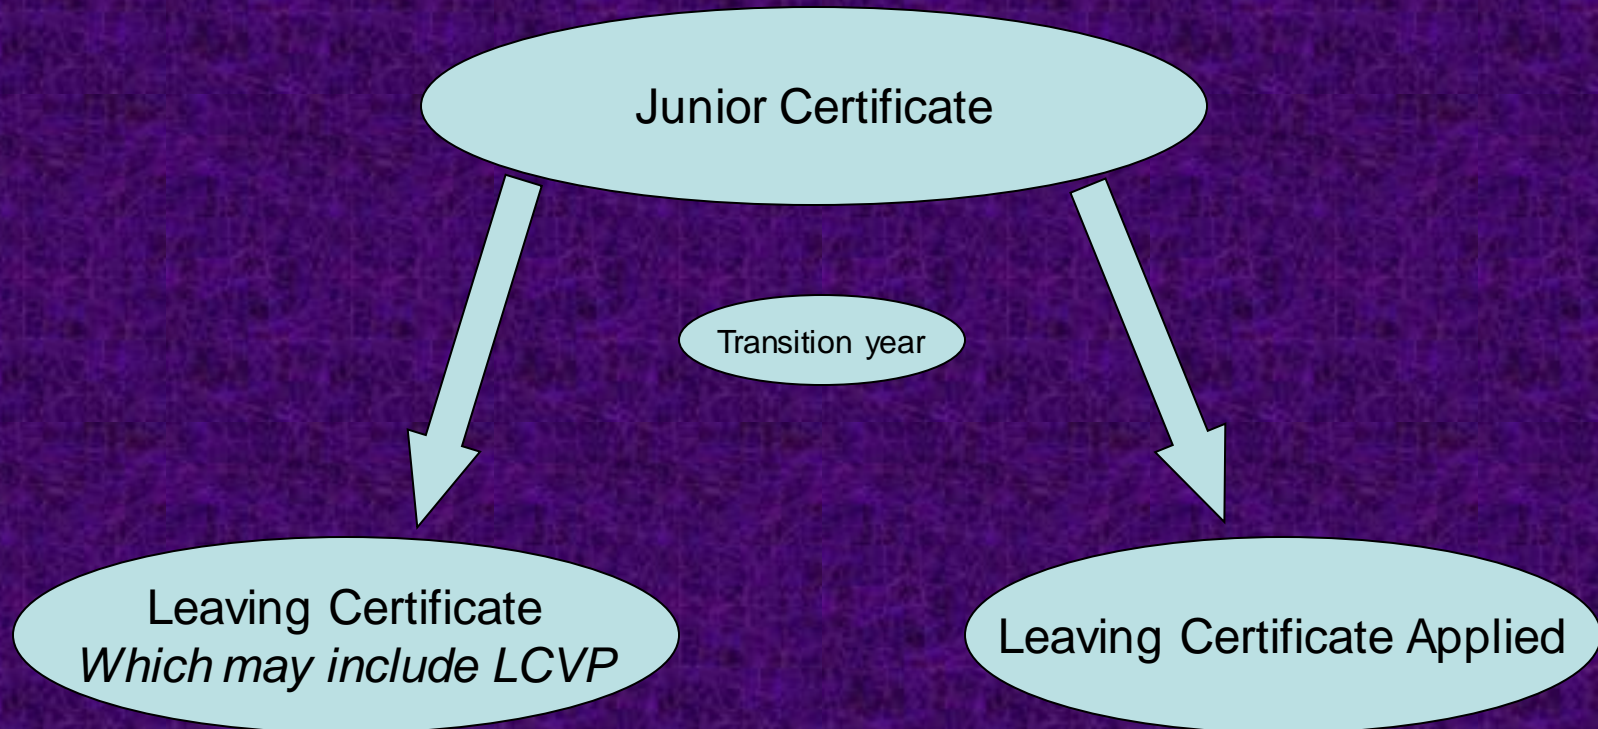 Junior Certificate
Transition year
Leaving Certificate
Which may include LCVP
Leaving Certificate Applied